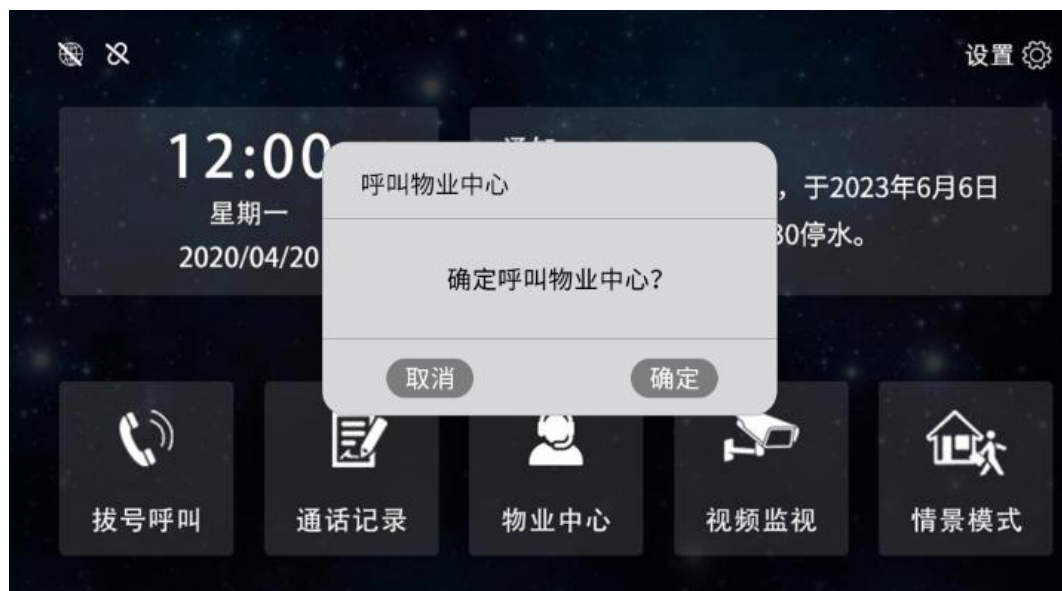 设置
12:00
星期一
2020/04/20
，于2023年6月6日
30停水。
呼叫物业中心
确定呼叫物业中心？
取消
确定
拔号呼叫
通话记录
物业中心
视频监视
情景模式